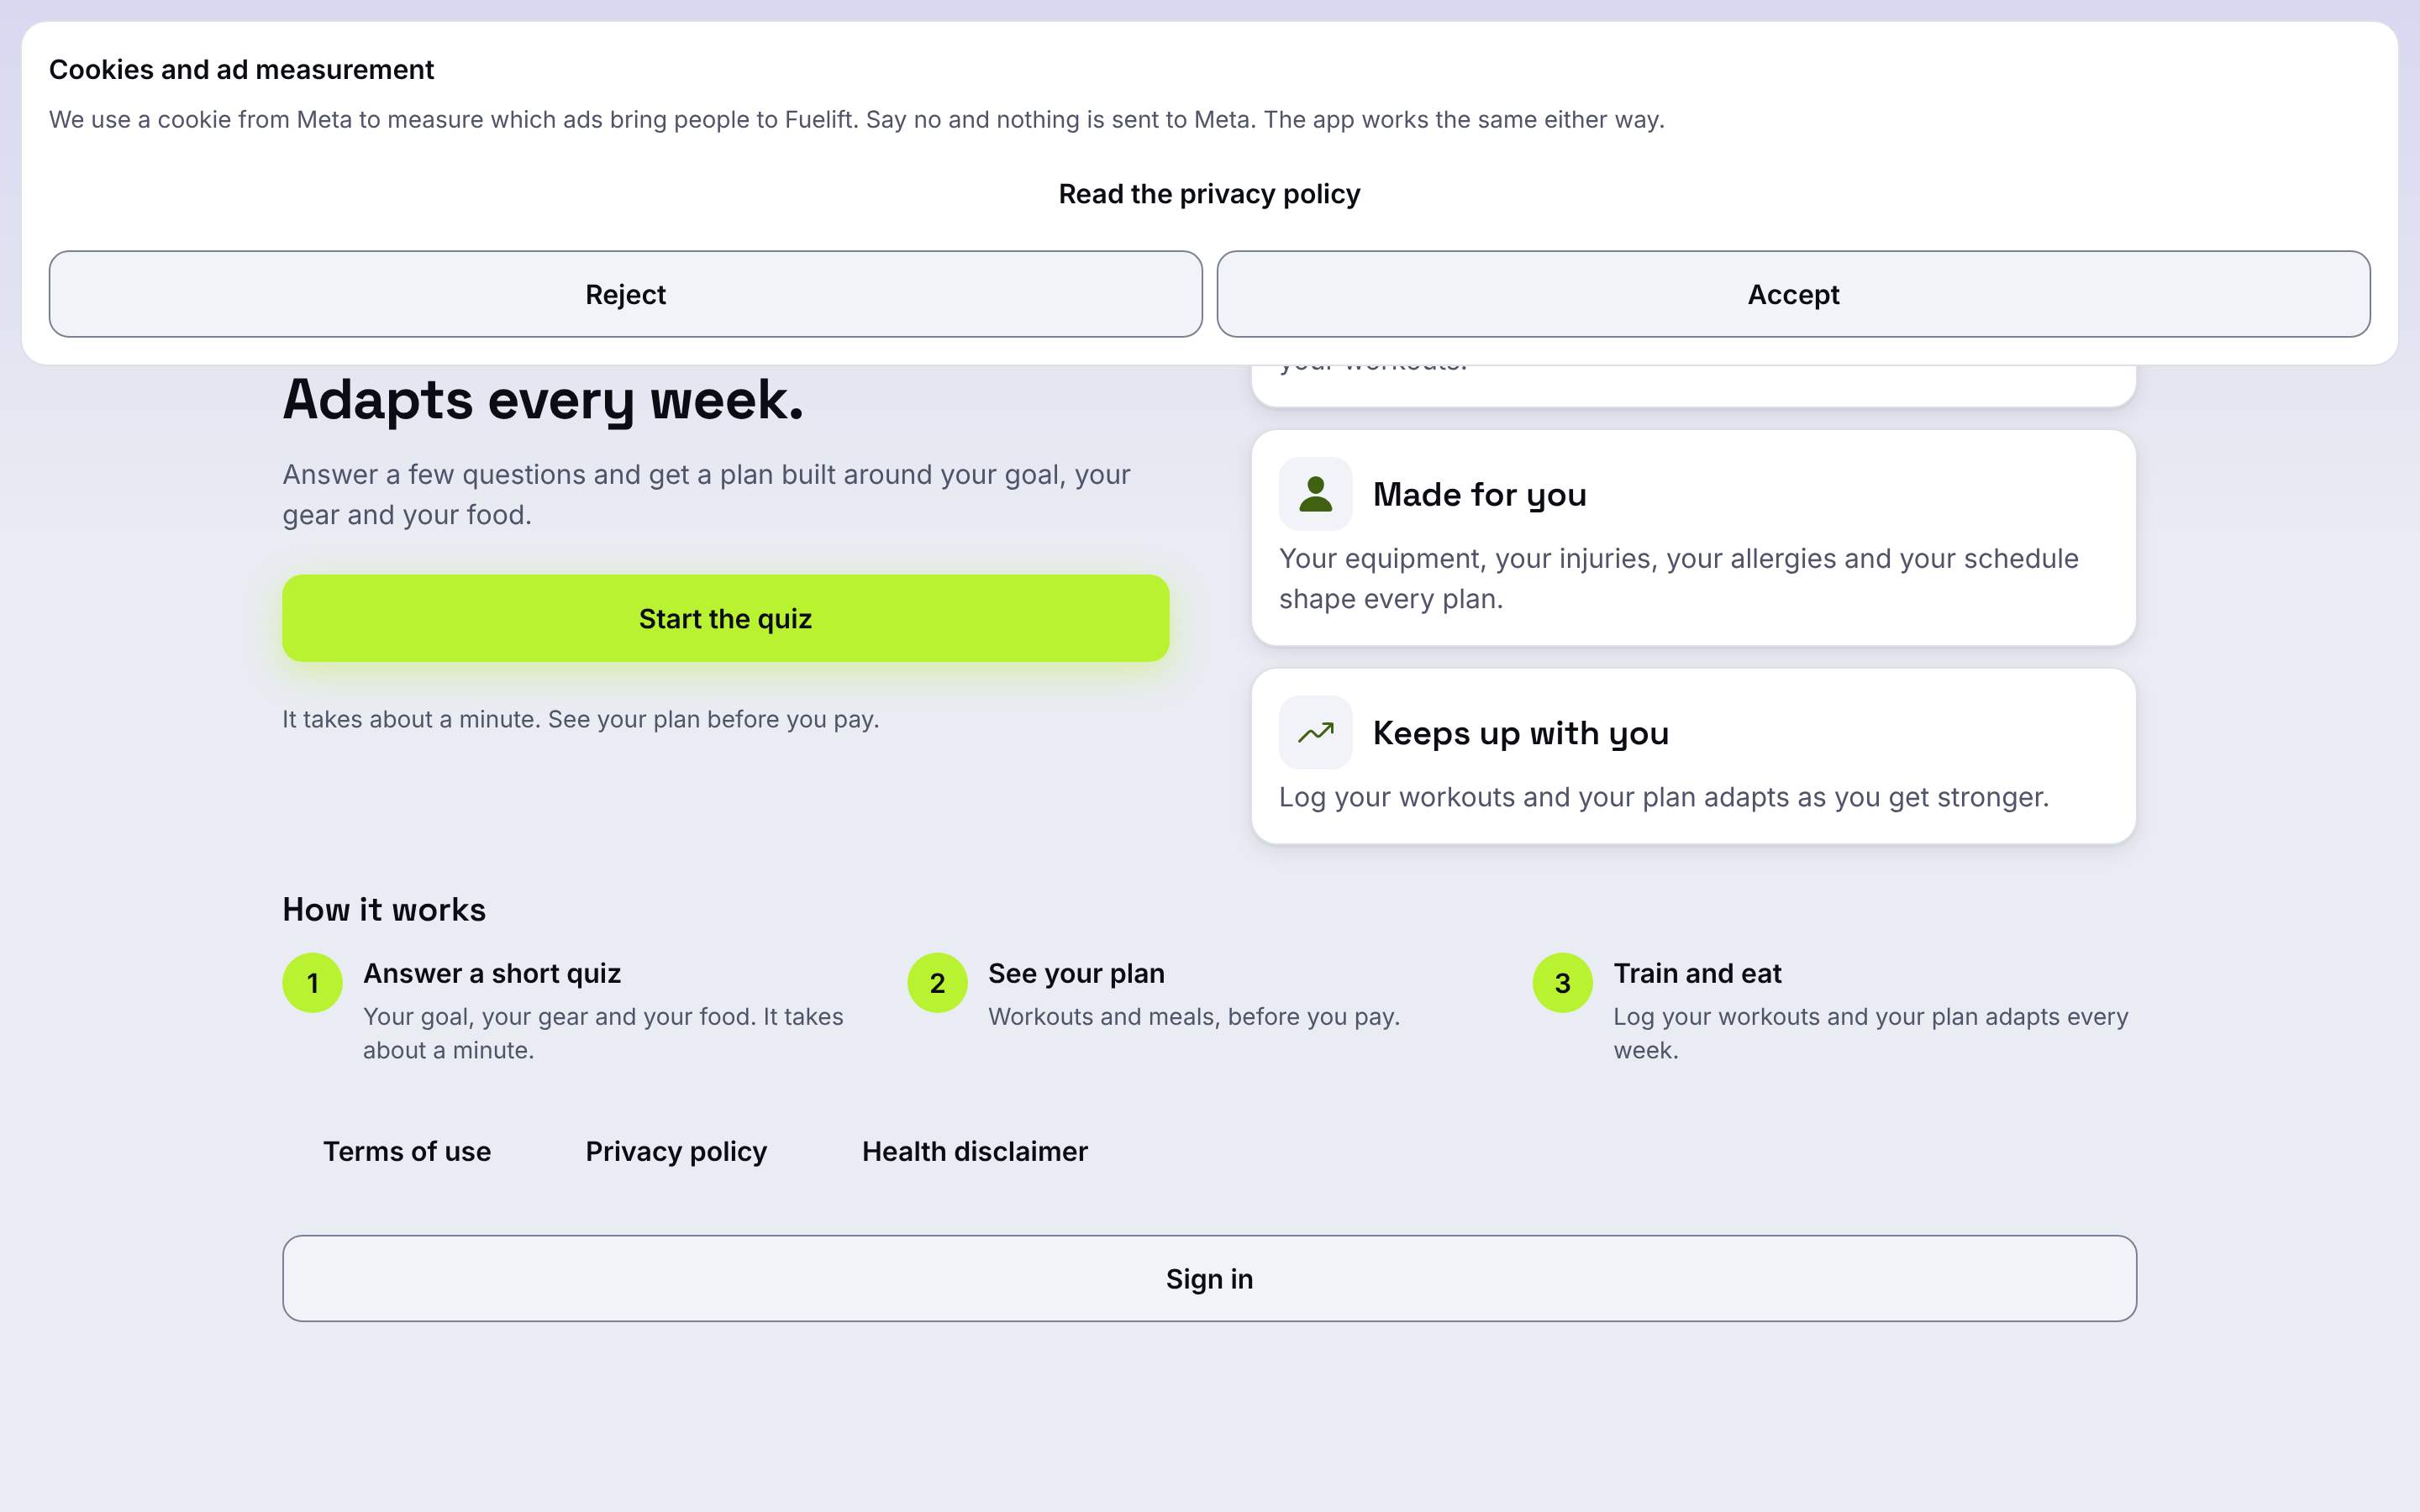 Cookies and ad measurement
We use a cookie from Meta to measure which ads bring people to Fuelift. Say no and nothing is sent to Meta. The app works the same either way.
Read the privacy policy
Reject
Accept
Adapts every week.
Answer a few questions and get a plan built around your goal, your
gear and your food.
Start the quiz
It takes about a minute. See your plan before you pay.
your workouts.
Made for you
Your equipment, your injuries, your allergies and your schedule
shape every plan.
Keeps up with you
Log your workouts and your plan adapts as you get stronger.
How it works
1
Answer a short quiz
Your goal, your gear and your food. It takes
about a minute.
2
See your plan
Workouts and meals, before you pay.
3
Train and eat
Log your workouts and your plan adapts every
week.
Terms of use
Privacy policy
Health disclaimer
Sign in